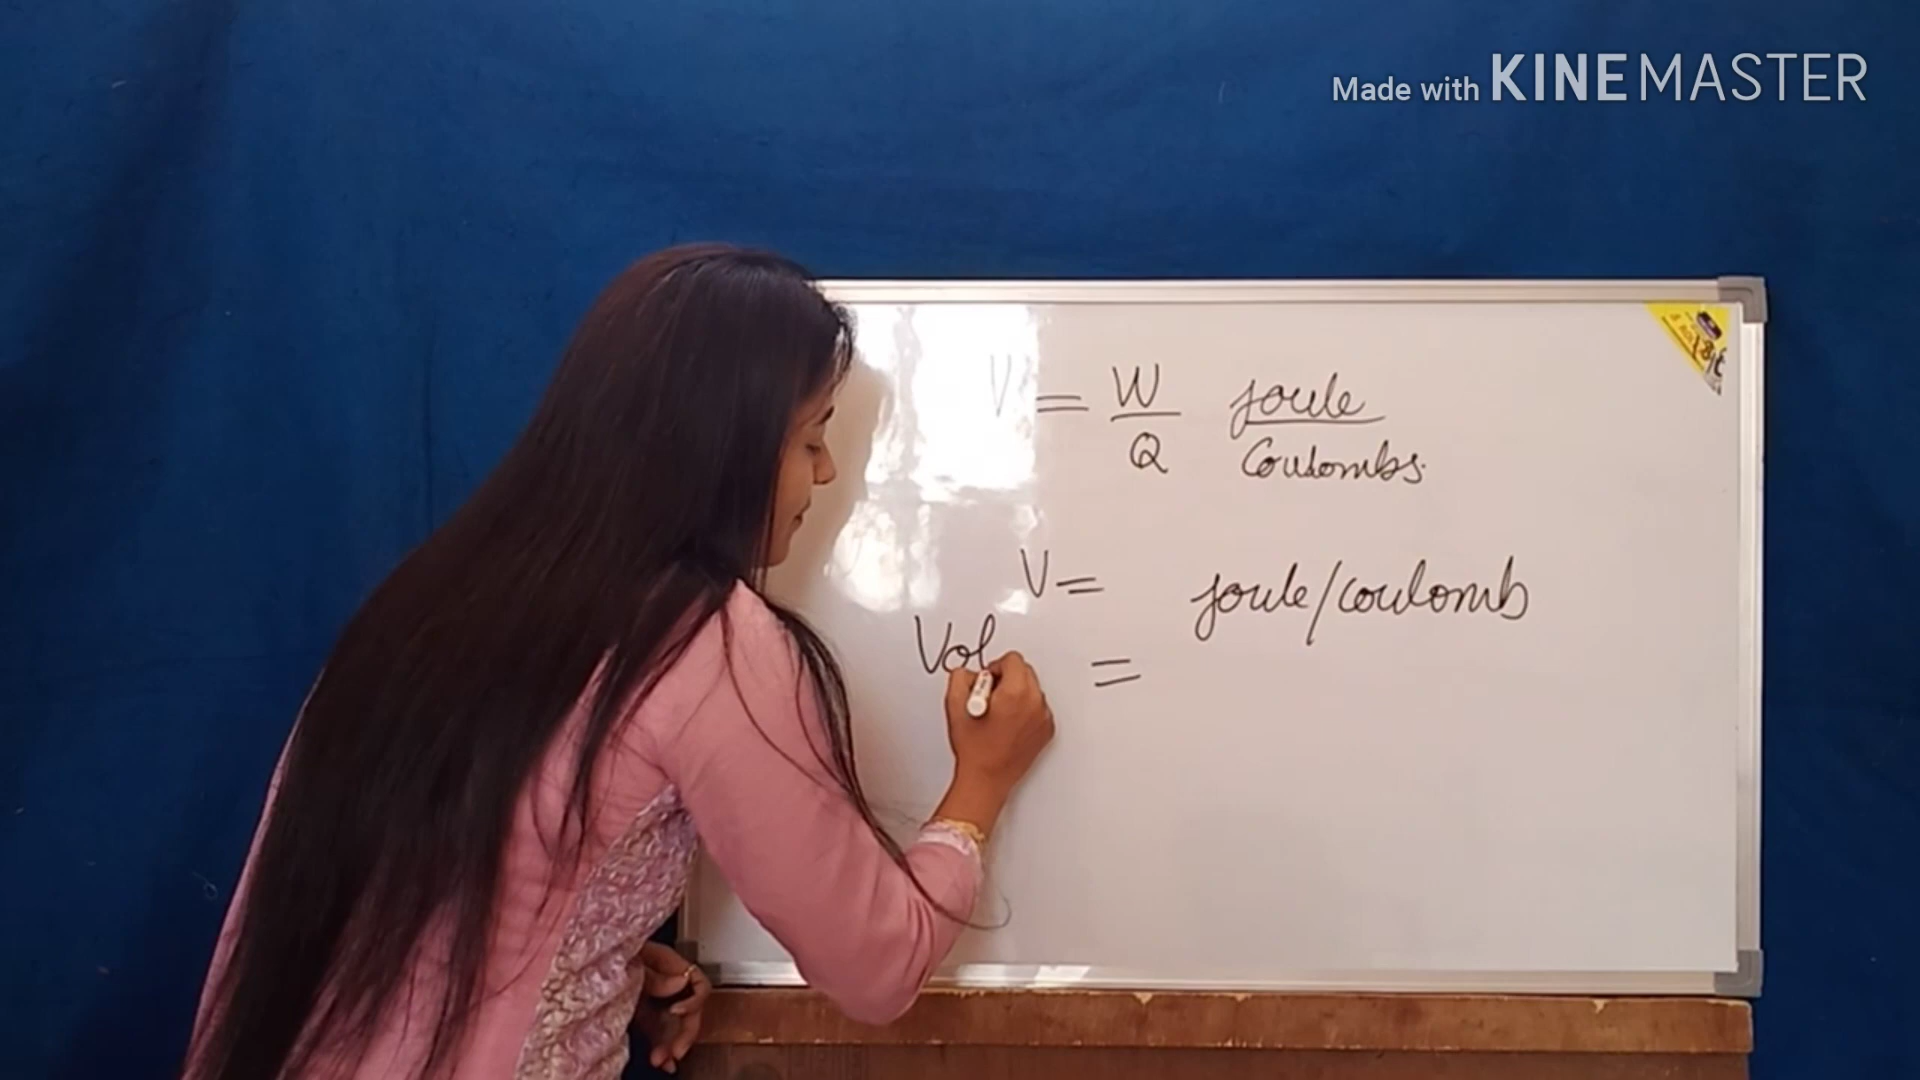 Made with KINEMASTER
V = W joule
Q Coulombs.
V = joule/coulomb
Vol =